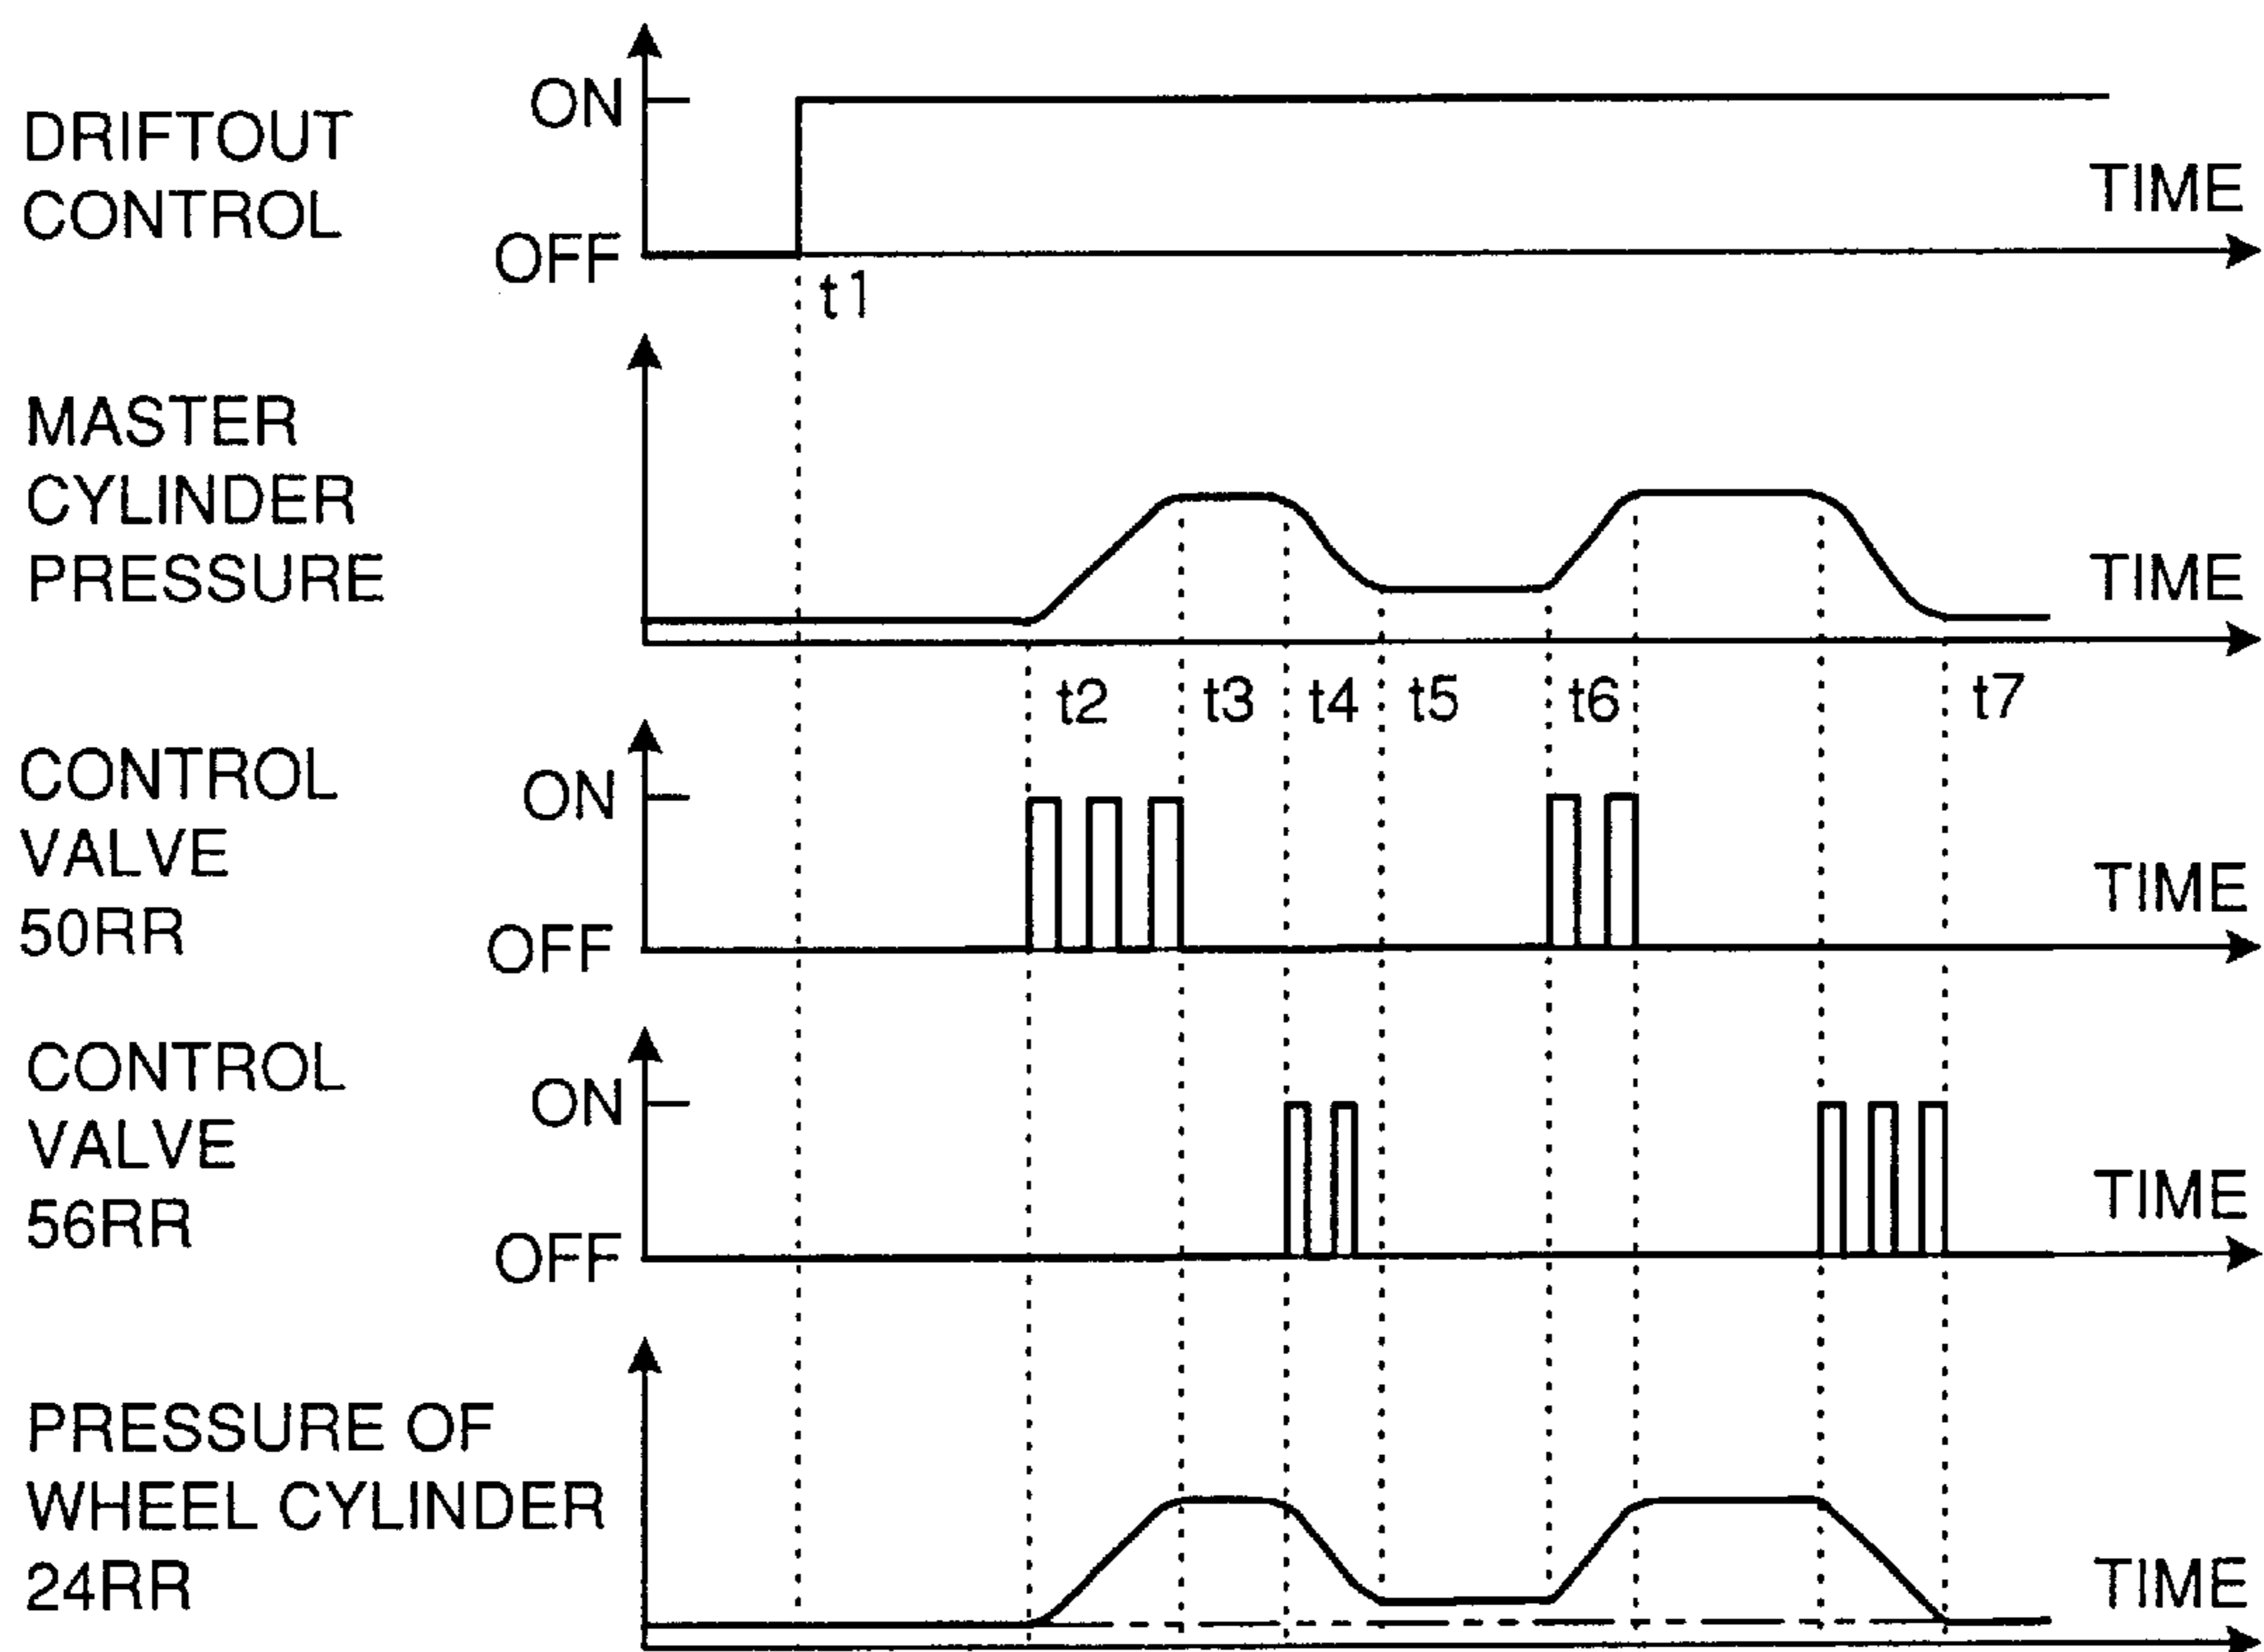 DRIFTOUT
CONTROL
ON
OFF
TIME
t1
MASTER
CYLINDER
PRESSURE
TIME
t2
t3
t4
t5
t6
t7
CONTROL
VALVE
50RR
ON
OFF
TIME
CONTROL
VALVE
56RR
ON
OFF
TIME
PRESSURE OF
WHEEL CYLINDER
24RR
TIME